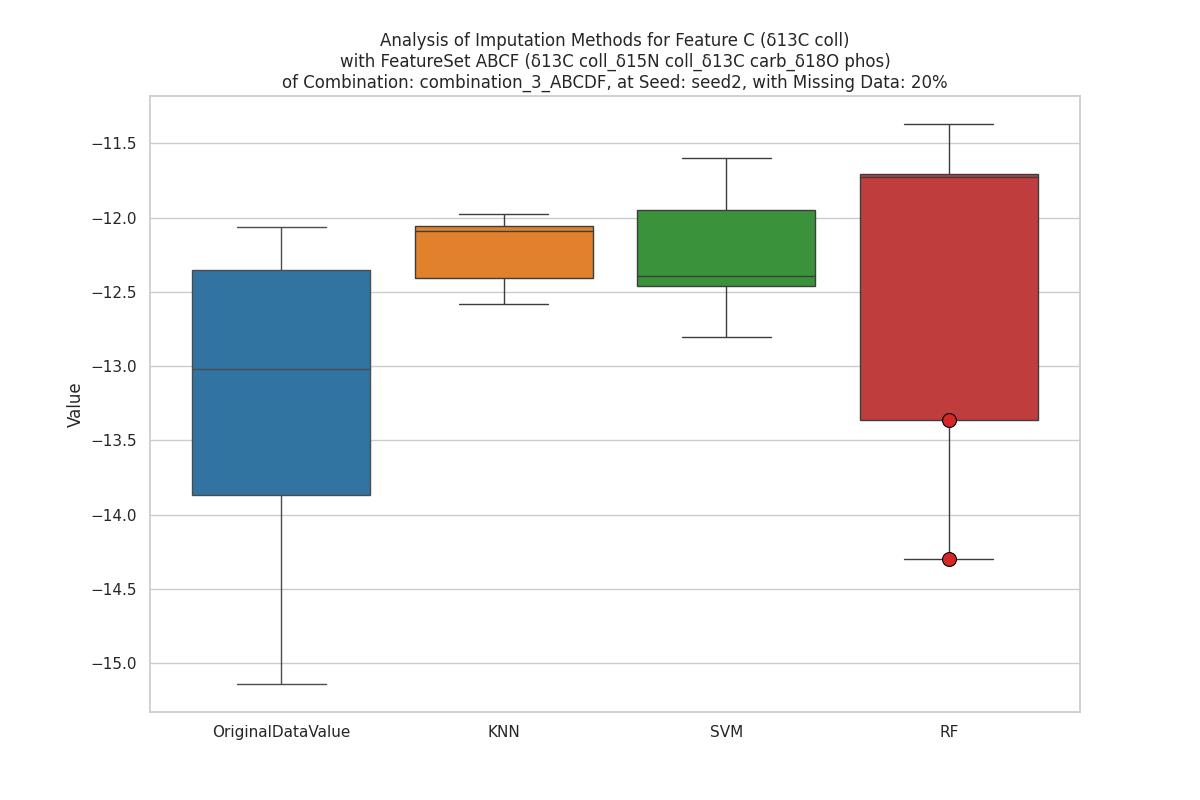 Analysis of Imputation Methods for Feature C (δ13C coll)
with FeatureSet ABCF (δ13C coll_δ15N coll_δ13C carb_δ18O phos)
of Combination: combination_3_ABCDF, at Seed: seed2, with Missing Data: 20%
Value
−11.5
−12.0
−12.5
−13.0
−13.5
−14.0
−14.5
−15.0
OriginalDataValue
KNN
SVM
RF